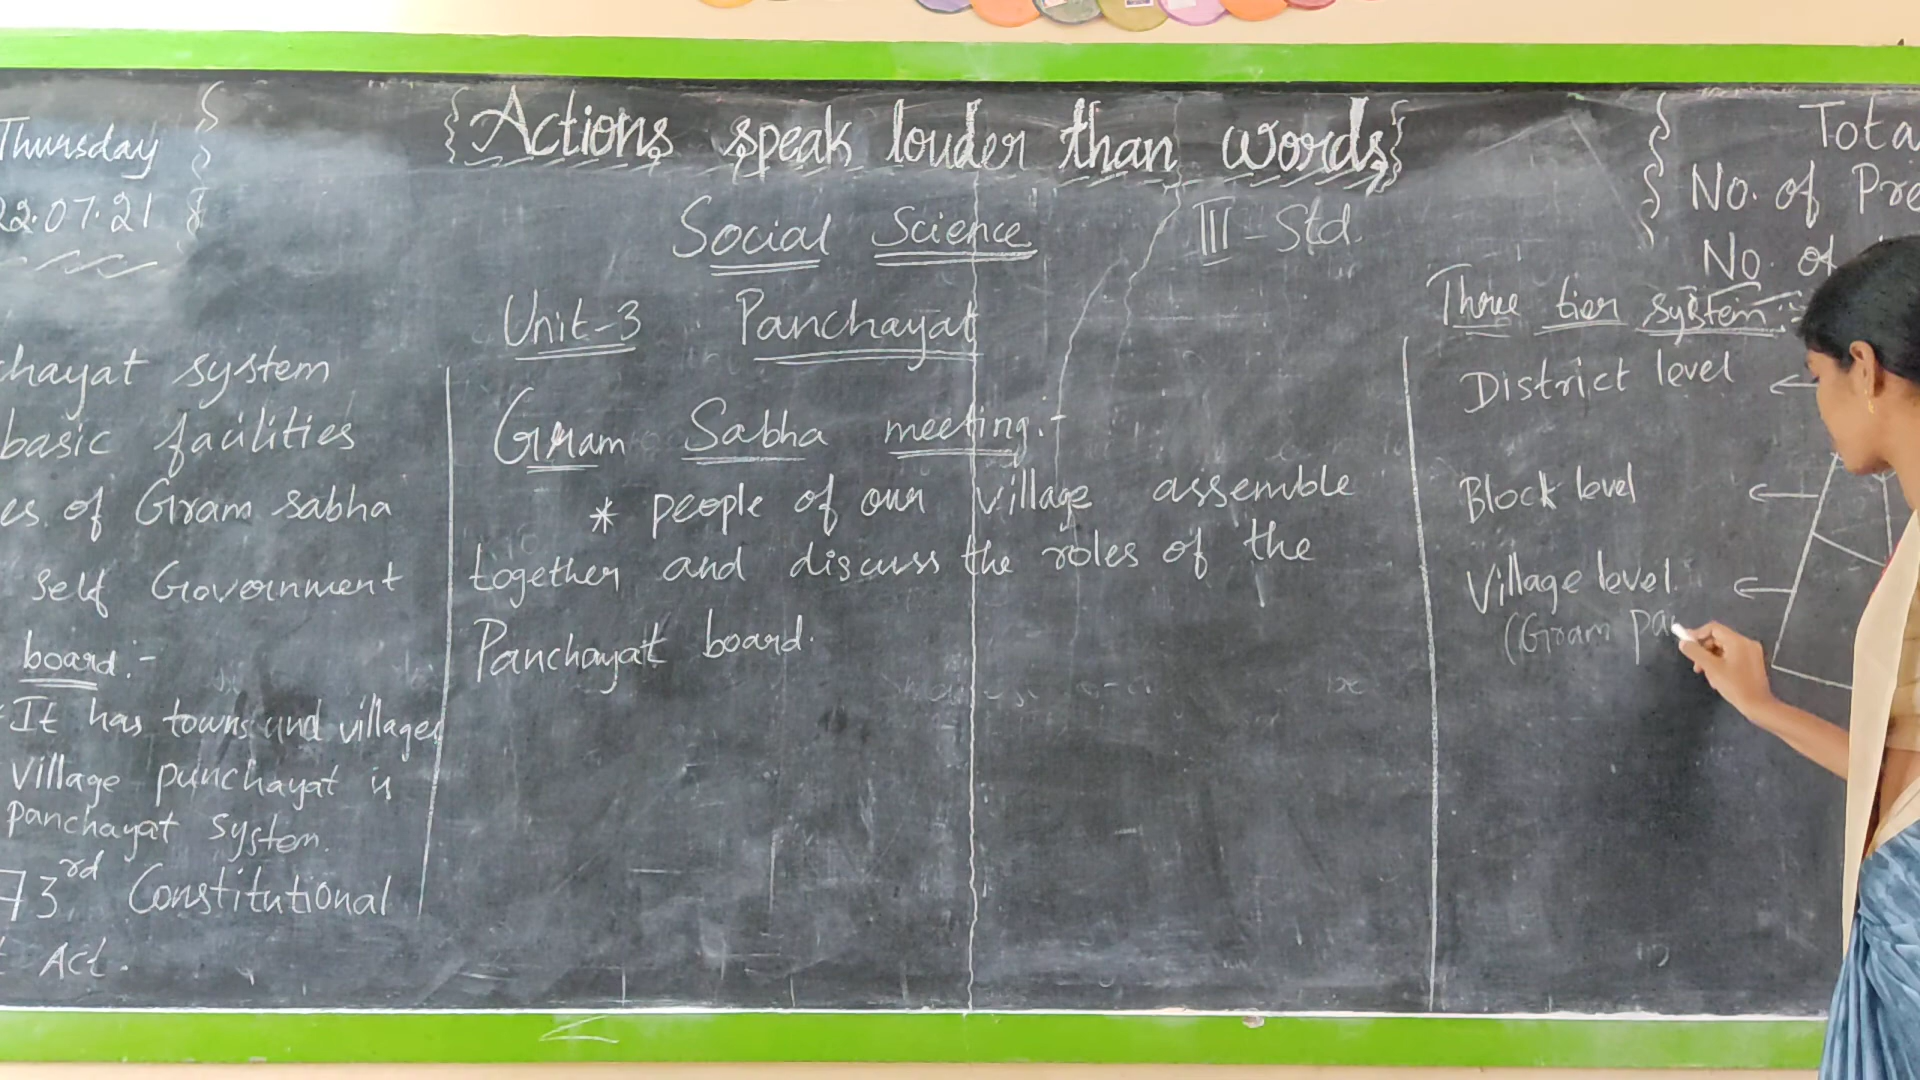 Thursday
22.07.21
Actions speak louder than words
Social Science III - Std.
Unit-3 Panchayat
chayat system
basic facilities
es of Gram sabha
Self Government
board:-
It has towns and villages
Village punchayat is
Panchayat System.
73rd Constitutional
t Act.
Gram Sabha meeting:-
* people of our village assemble
together and discuss the roles of the
Panchayat board.
Tota
No. of Pre
No. of
Three tier system:-
District level
Block level
Village level.
(Gram pa